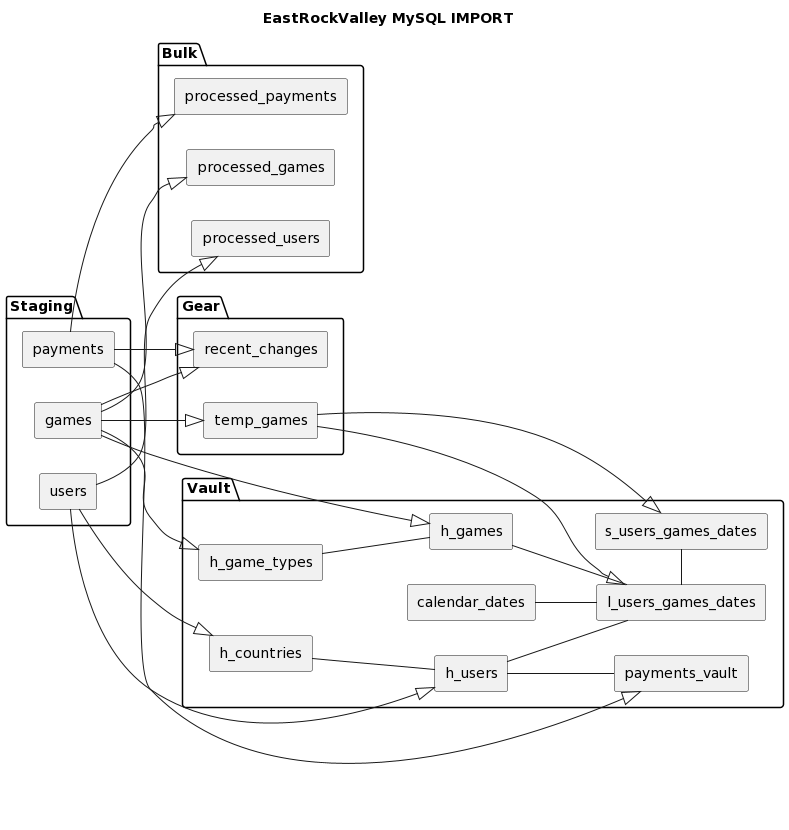 EastRockValley MySQL IMPORT
Bulk
processed_payments
processed_games
processed_users
Staging
payments
games
users
Gear
recent_changes
temp_games
Vault
h_games
s_users_games_dates
h_game_types
calendar_dates
l_users_games_dates
h_countries
h_users
payments_vault